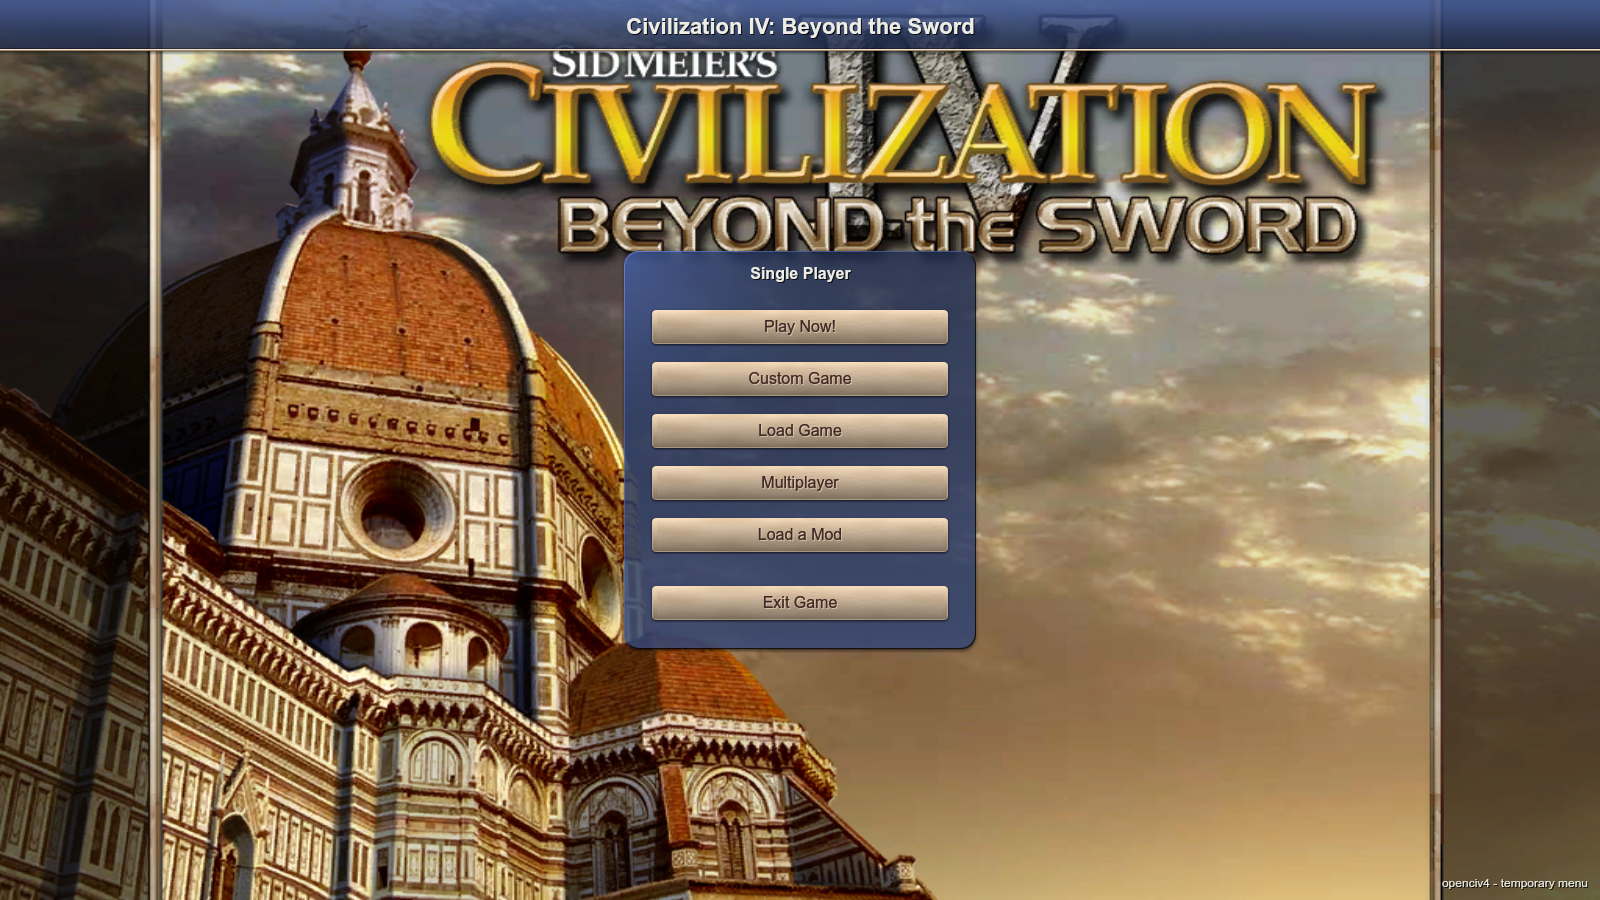 Civilization IV: Beyond the Sword
SID MEIER'S
IV
CIVILIZATION
BEYOND the SWORD
Single Player
Play Now!
Custom Game
Load Game
Multiplayer
Load a Mod
Exit Game
openciv4 - temporary menu